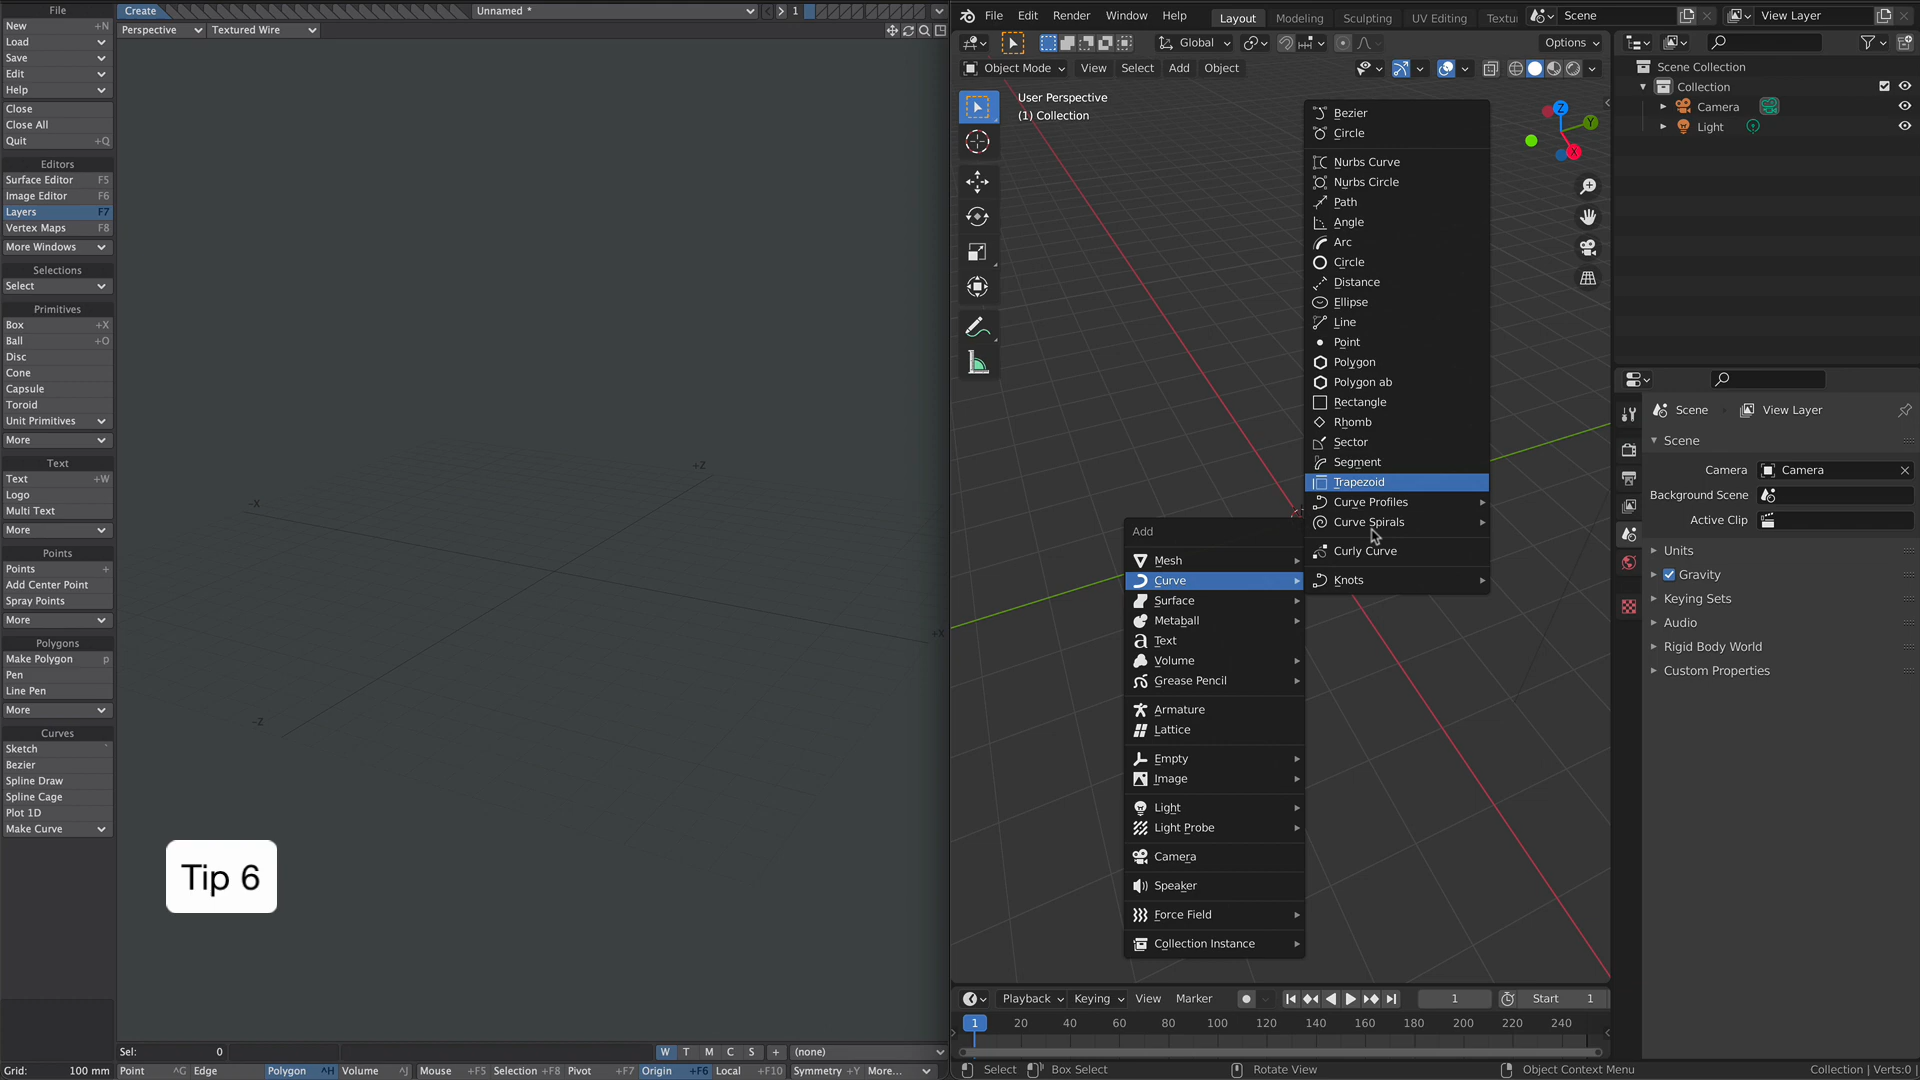 File
New +N
Load
Save
Edit
Help
Close
Close All
Quit +Q
Editors
Surface Editor F5
Image Editor F6
Layers F7
Vertex Maps F8
More Windows
Selections
Select
Primitives
Box +X
Ball +O
Disc
Cone
Capsule
Toroid
Unit Primitives
More
Text
Text +W
Logo
Multi Text
More
Points
Points +
Add Center Point
Spray Points
More
Polygons
Make Polygon p
Pen
Line Pen
More
Curves
Sketch `
Bezier
Spline Draw
Spline Cage
Plot 1D
Make Curve
Create
Unnamed *
1
Perspective
Textured Wire
+Z
-X
+X
-Z
Tip 6
Sel: 0
W T M C S + (none)
Grid: 100 mm
Point ^G Edge Polygon ^H Volume ^J Mouse +F5 Selection +F8 Pivot +F7 Origin +F6 Local +F10 Symmetry +Y More...
File Edit Render Window Help
Layout Modeling Sculpting UV Editing Textu
Scene
View Layer
Global
Options
Object Mode View Select Add Object
User Perspective
(1) Collection
Z
Y
X
Bezier
Circle
Nurbs Curve
Nurbs Circle
Path
Angle
Arc
Circle
Distance
Ellipse
Line
Point
Polygon
Polygon ab
Rectangle
Rhomb
Sector
Segment
Trapezoid
Curve Profiles
Curve Spirals
Curly Curve
Knots
Add
Mesh
Curve
Surface
Metaball
Text
Volume
Grease Pencil
Armature
Lattice
Empty
Image
Light
Light Probe
Camera
Speaker
Force Field
Collection Instance
Scene Collection
Collection
Camera
Light
Scene View Layer
Scene
Camera Camera
Background Scene
Active Clip
Units
Gravity
Keying Sets
Audio
Rigid Body World
Custom Properties
Playback Keying View Marker
1
Start 1
1 20 40 60 80 100 120 140 160 180 200 220 240
Select Box Select Rotate View Object Context Menu
Collection | Verts:0 |